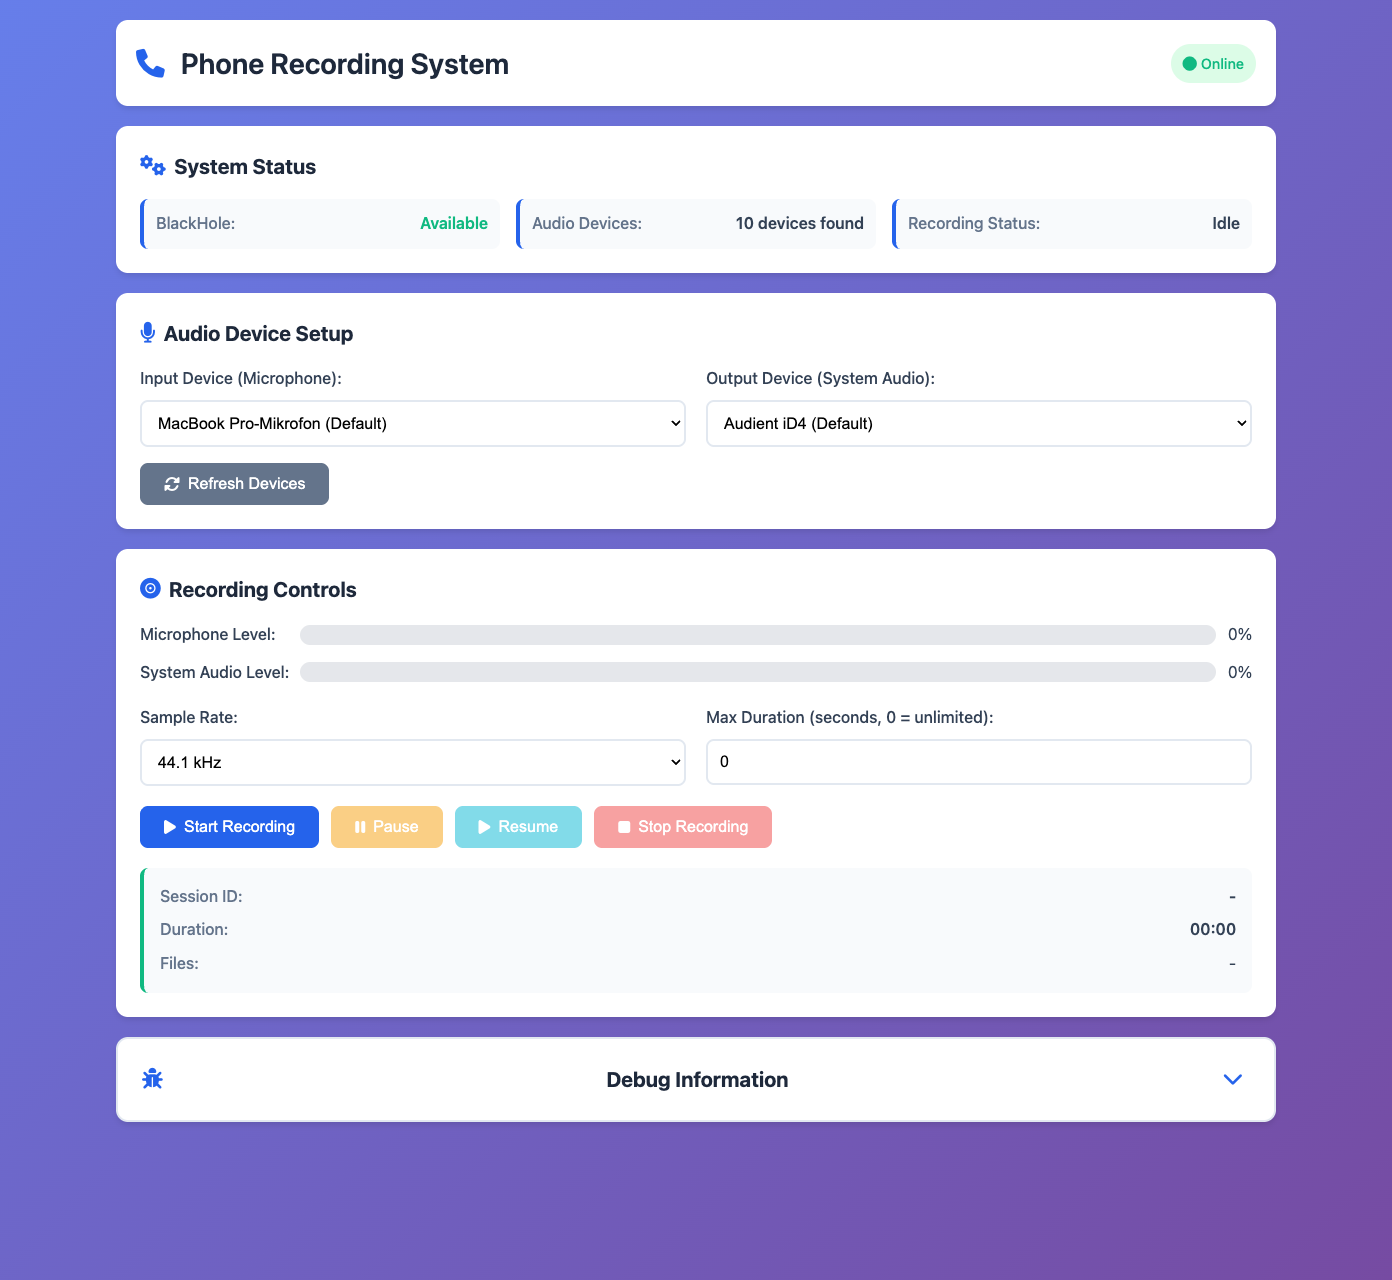 Phone Recording System
Online
System Status
BlackHole: Available
Audio Devices: 10 devices found
Recording Status: Idle
Audio Device Setup
Input Device (Microphone):
MacBook Pro-Mikrofon (Default)
Output Device (System Audio):
Audient iD4 (Default)
Refresh Devices
Recording Controls
Microphone Level: 0%
System Audio Level: 0%
Sample Rate:
44.1 kHz
Max Duration (seconds, 0 = unlimited):
0
Start Recording
Pause
Resume
Stop Recording
Session ID: -
Duration: 00:00
Files: -
Debug Information